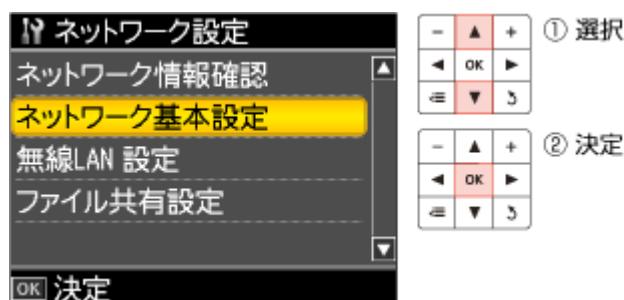 ネットワーク設定
ネットワーク情報確認
ネットワーク基本設定
無線LAN 設定
ファイル共有設定
OK 決定
- ▲ +
◀ OK ▶
▼
① 選択
- ▲ +
◀ OK ▶
▼
② 決定